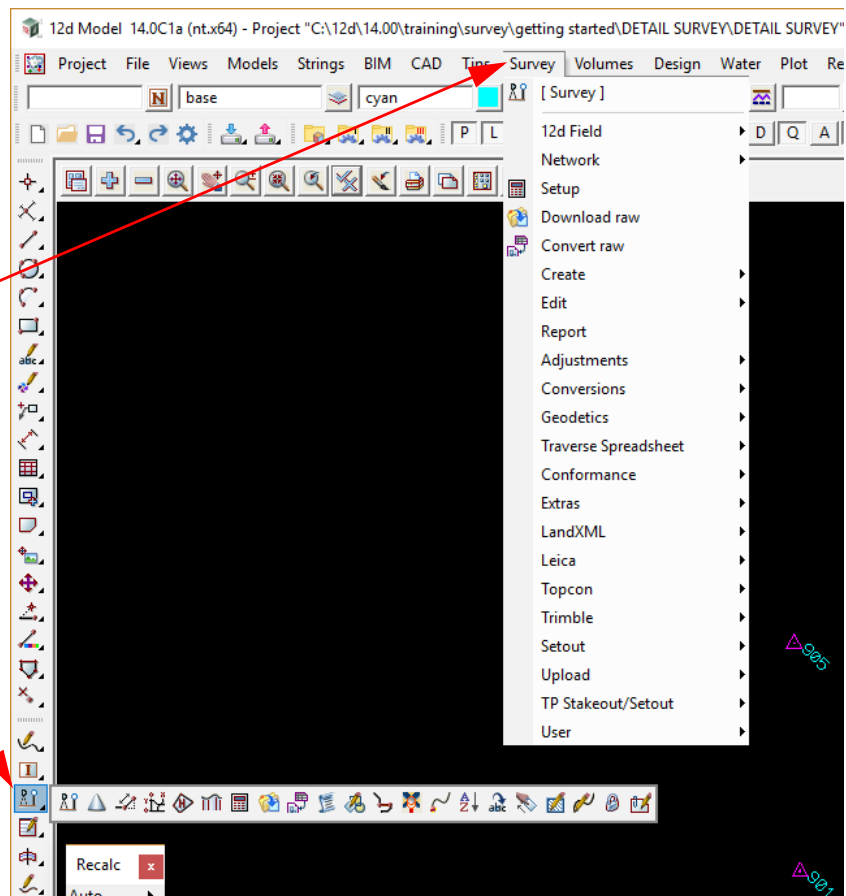 12d Model 14.0C1a (nt.x64) - Project "C:\12d\14.00\training\survey\getting started\DETAIL SURVEY\DETAIL SURVEY"
Project File Views Models Strings BIM CAD Tins Survey Volumes Design Water Plot Re
N base cyan
[ Survey ]
P L D Q A
12d Field
Network
Setup
Download raw
Convert raw
Create
Edit
Report
Adjustments
Conversions
Geodetics
Traverse Spreadsheet
Conformance
Extras
LandXML
Leica
Topcon
Trimble
Setout
Upload
TP Stakeout/Setout
User
abc
905
I
Recalc x
Auto
901